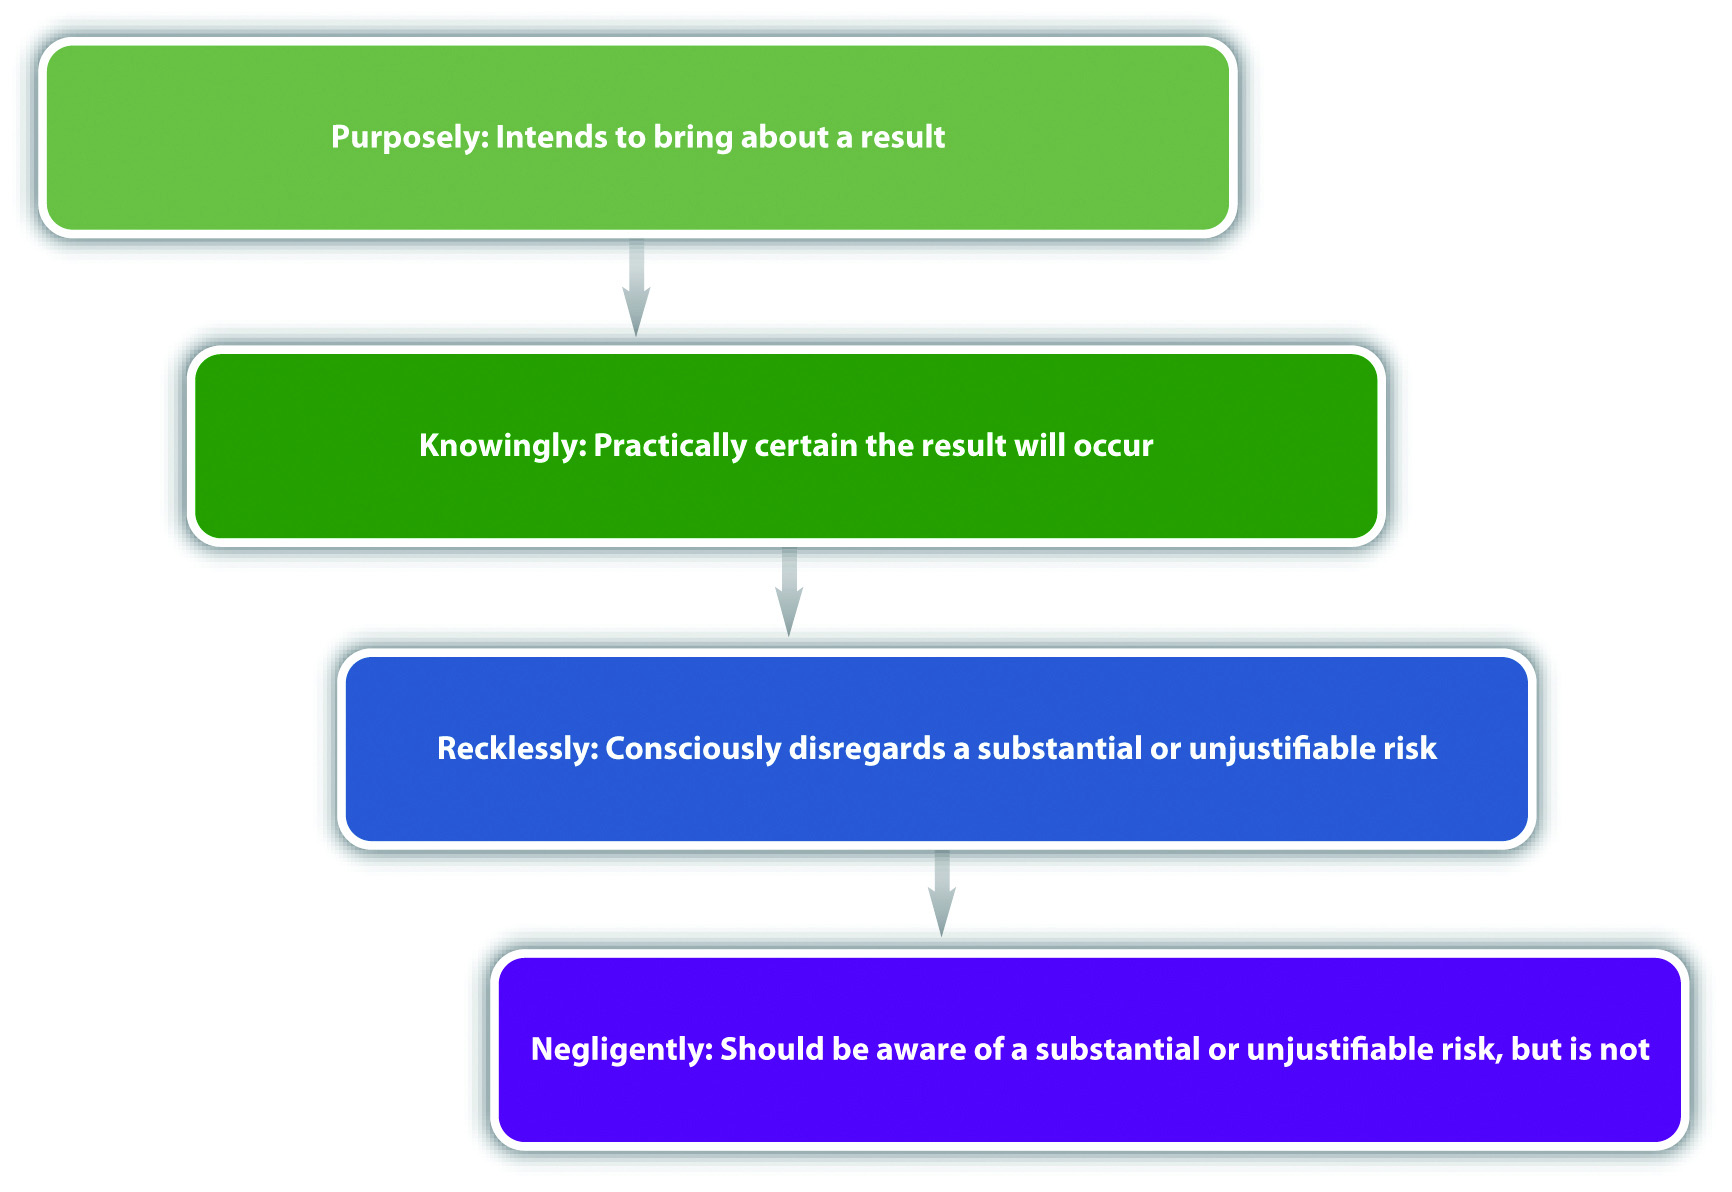 Purposely: Intends to bring about a result
Knowingly: Practically certain the result will occur
Recklessly: Consciously disregards a substantial or unjustifiable risk
Negligently: Should be aware of a substantial or unjustifiable risk, but is not